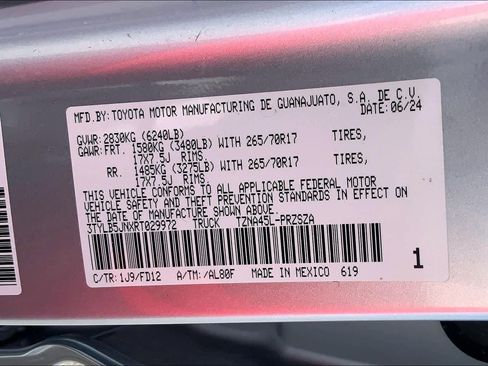 MFD.BY: TOYOTA MOTOR MANUFACTURING DE GUANAJUATO, S.A. DE C.V.
DATE: 06/24
GVWR: 2830KG (6240LB)
GAWR: FRT. 1580KG (3480LB) WITH 265/70R17 TIRES,
17X7.5J RIMS,
RR. 1485KG (3275LB) WITH 265/70R17 TIRES,
17X7.5J RIMS.
THIS VEHICLE CONFORMS TO ALL APPLICABLE FEDERAL MOTOR
VEHICLE SAFETY AND THEFT PREVENTION STANDARDS IN EFFECT ON
THE DATE OF MANUFACTURE SHOWN ABOVE.
3TYLB5JNXRT029972 TRUCK TZNA45L-PRZSZA
C/TR: 1J9/FD12 A/TM: /AL80F MADE IN MEXICO 619
1